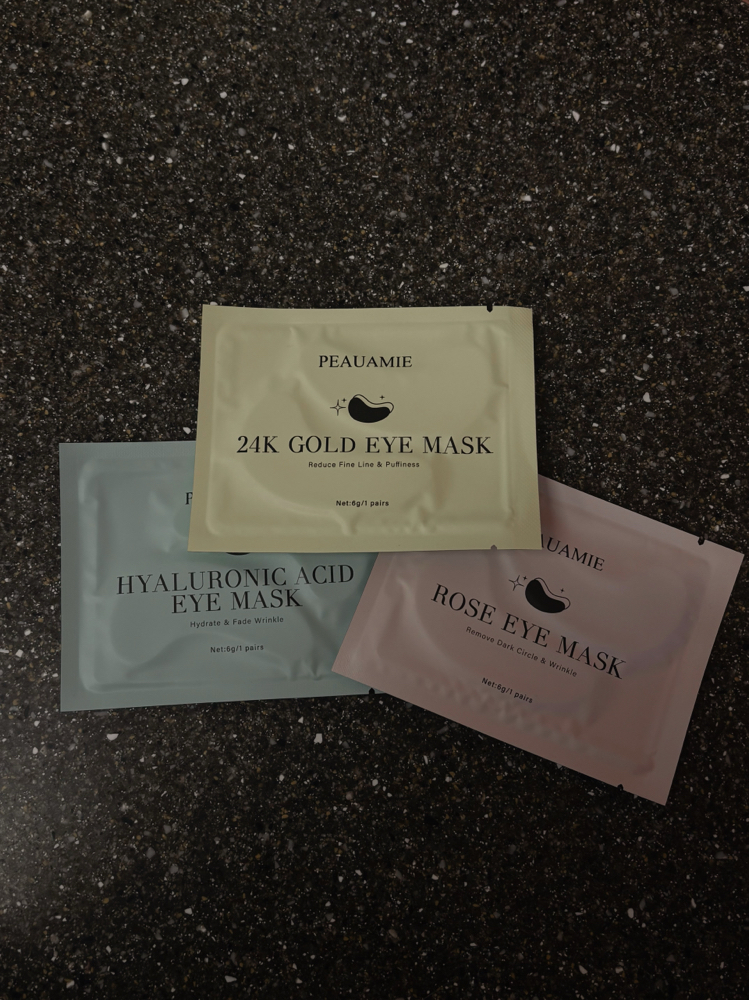 PEAUAMIE
24K GOLD EYE MASK
Reduce Fine Line & Puffiness
Net:6g/1 pairs
HYALURONIC ACID
EYE MASK
Hydrate & Fade Wrinkle
Net:6g/1 pairs
UAMIE
ROSE EYE MASK
Remove Dark Circle & Wrinkle
Net:6g/1 pairs